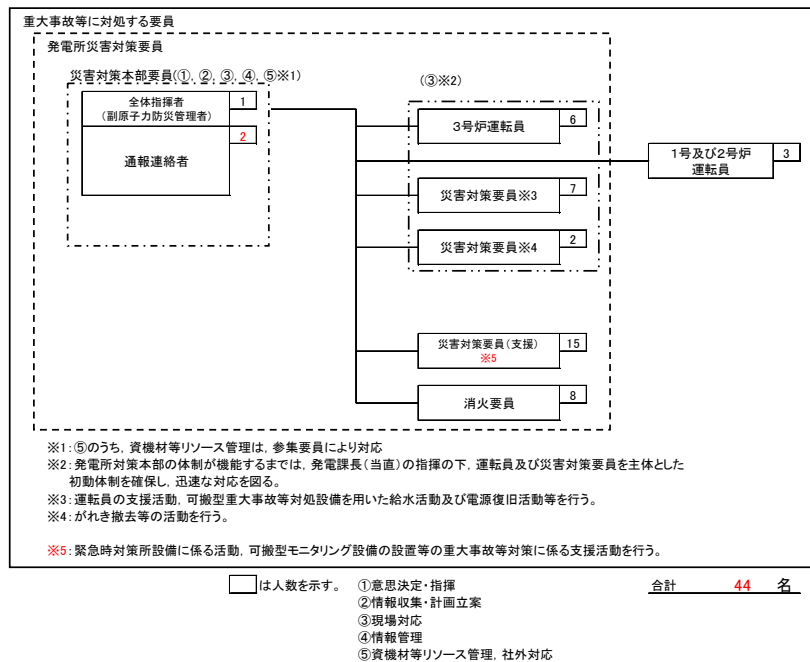 重大事故等に対処する要員
発電所災害対策要員
災害対策本部要員(①, ②, ③, ④, ⑤※1)
(③※2)
全体指揮者
(副原子力防災管理者)
1
通報連絡者
2
3号炉運転員
6
1号及び2号炉
運転員
3
災害対策要員※3
7
災害対策要員※4
2
災害対策要員(支援)
※5
15
消火要員
8
※1:⑤のうち, 資機材等リソース管理は, 参集要員により対応
※2:発電所対策本部の体制が機能するまでは, 発電課長(当直)の指揮の下, 運転員及び災害対策要員を主体とした
初動体制を確保し, 迅速な対応を図る。
※3:運転員の支援活動, 可搬型重大事故等対処設備を用いた給水活動及び電源復旧活動等を行う。
※4:がれき撤去等の活動を行う。
※5:緊急時対策所設備に係る活動, 可搬型モニタリング設備の設置等の重大事故等対策に係る支援活動を行う。
は人数を示す。
①意思決定・指揮
②情報収集・計画立案
③現場対応
④情報管理
⑤資機材等リソース管理, 社外対応
合計 44 名